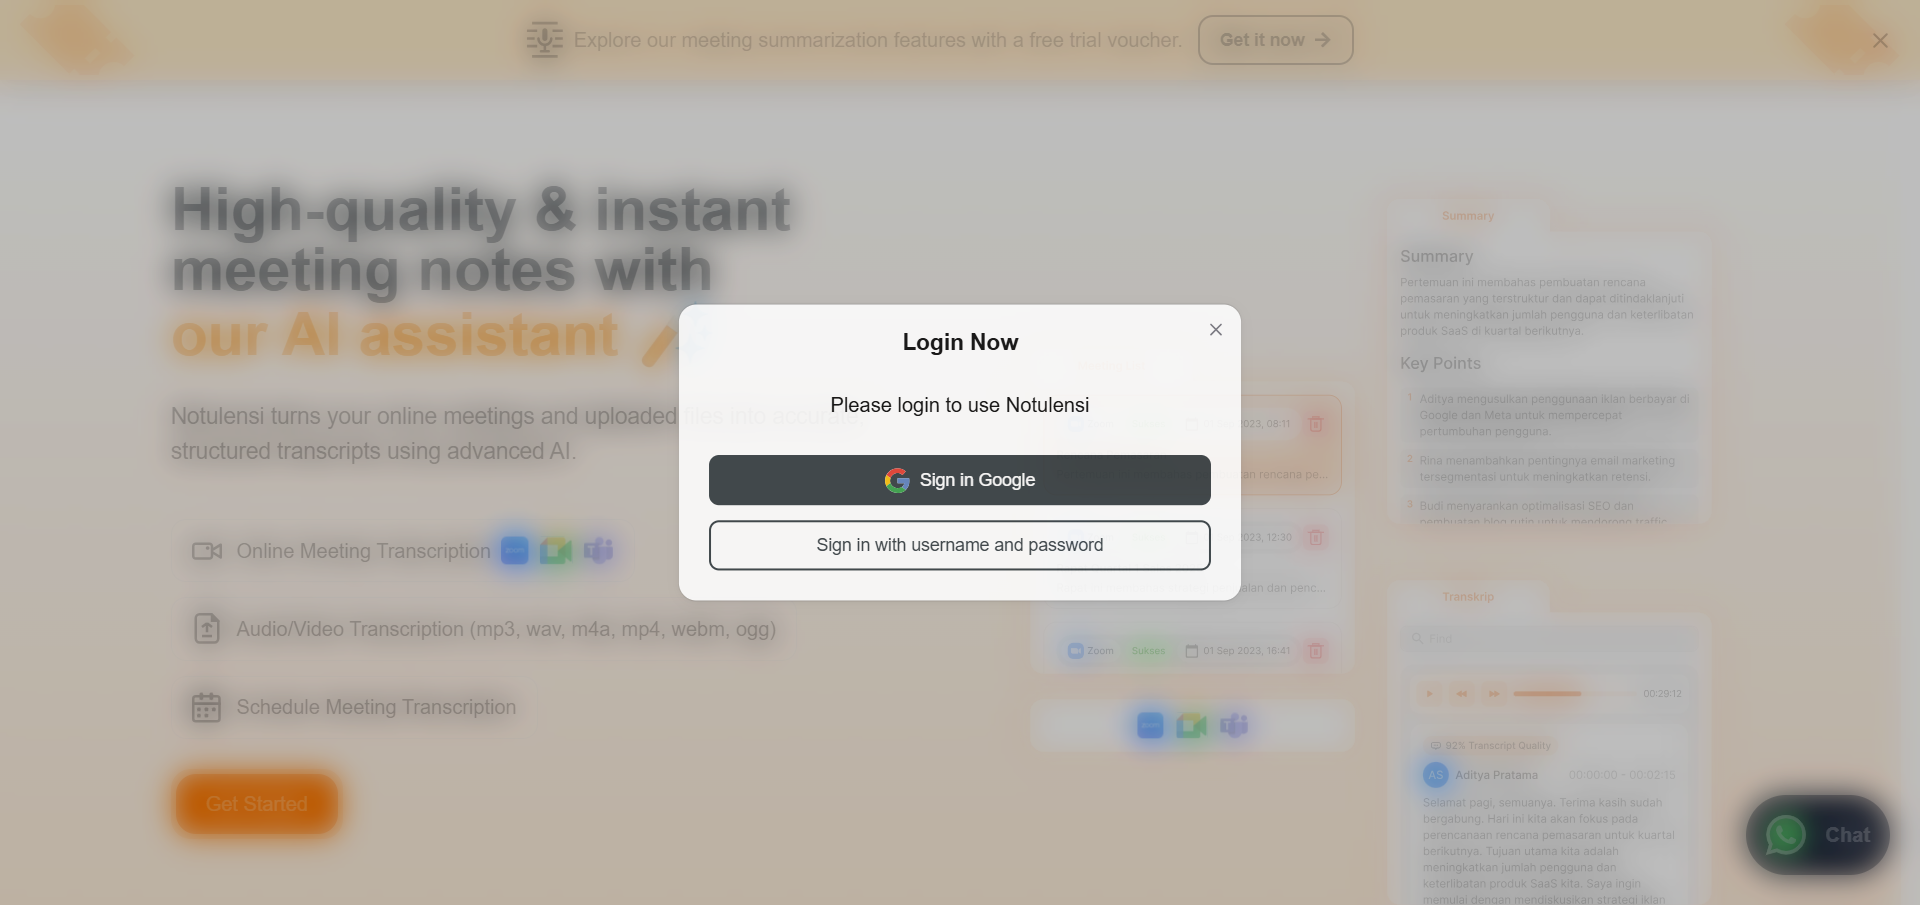 Explore our meeting summarization features with a free trial voucher.
Get it now
High-quality & instant
meeting notes with
our AI assistant
Notulensi turns your online meetings and uploaded files into accurate,
structured transcripts using advanced AI.
Online Meeting Transcription
Audio/Video Transcription (mp3, wav, m4a, mp4, webm, ogg)
Schedule Meeting Transcription
Get Started
Login Now
Please login to use Notulensi
Sign in Google
Sign in with username and password
2023, 08:11
rencana pe...
2023, 12:30
dan penc...
Zoom
Sukses
01 Sep 2023, 16:41
Summary
Summary
Pertemuan ini membahas pembuatan rencana
pemasaran yang terstruktur dan dapat ditindaklanjuti
untuk meningkatkan jumlah pengguna dan keterlibatan
produk SaaS di kuartal berikutnya.
Key Points
1 Aditya mengusulkan penggunaan iklan berbayar di
Google dan Meta untuk mempercepat
pertumbuhan pengguna.
2 Rina menambahkan pentingnya email marketing
tersegmentasi untuk meningkatkan retensi.
3 Budi menyarankan optimalisasi SEO dan
pembuatan blog rutin untuk mendorong traffic
Transkrip
Find
00:29:12
92% Transcript Quality
AS
Aditya Pratama
00:00:00 - 00:02:15
Selamat pagi, semuanya. Terima kasih sudah
bergabung. Hari ini kita akan fokus pada
perencanaan rencana pemasaran untuk kuartal
berikutnya. Tujuan utama kita adalah
meningkatkan jumlah pengguna dan
keterlibatan produk SaaS kita. Saya ingin
memulai dengan mendiskusikan strategi iklan
Chat